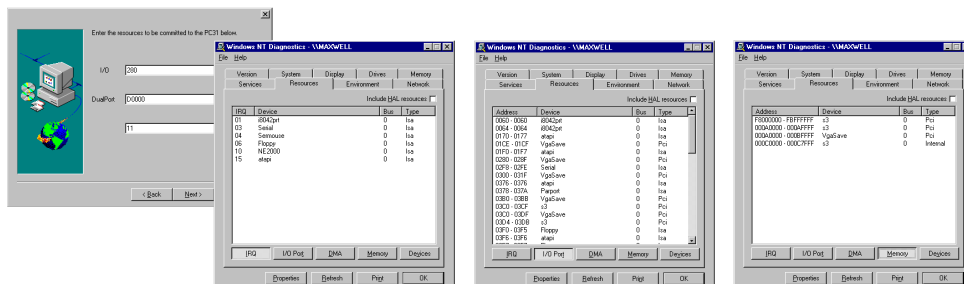 Enter the resources to be committed to the PC31 below.
I/O 280
DualPort D0000
11
< Back Next >
Windows NT Diagnostics - \\MAXWELL
File Help
Version System Display Drives Memory
Services Resources Environment Network
Include HAL resources
IRQ Device Bus Type
01 i8042prt 0 Isa
03 Serial 0 Isa
04 Sermouse 0 Isa
06 Floppy 0 Isa
10 NE2000 0 Isa
15 atapi 0 Isa
IRQ I/O Port DMA Memory Devices
Properties Refresh Print OK
Windows NT Diagnostics - \\MAXWELL
File Help
Version System Display Drives Memory
Services Resources Environment Network
Include HAL resources
Address Device Bus Type
0060 - 0060 i8042prt 0 Isa
0064 - 0064 i8042prt 0 Isa
0170 - 0177 atapi 0 Isa
01CE - 01CF VgaSave 0 Pci
01F0 - 01F7 atapi 0 Isa
0280 - 028F VgaSave 0 Pci
02F8 - 02FE Serial 0 Isa
0300 - 031F VgaSave 0 Pci
0376 - 0376 atapi 0 Isa
0378 - 037A Parport 0 Isa
03B0 - 03BB VgaSave 0 Pci
03C0 - 03CF s3 0 Pci
03C0 - 03DF VgaSave 0 Pci
03D4 - 03DB s3 0 Pci
03F0 - 03F5 Floppy 0 Isa
03F6 - 03F6 atapi 0 Isa
IRQ I/O Port DMA Memory Devices
Properties Refresh Print OK
Windows NT Diagnostics - \\MAXWELL
File Help
Version System Display Drives Memory
Services Resources Environment Network
Include HAL resources
Address Device Bus Type
F8000000 - FBFFFFFF s3 0 Pci
000A0000 - 000AFFFF s3 0 Pci
000A0000 - 000BFFFF VgaSave 0 Pci
000C0000 - 000C7FFF s3 0 Internal
IRQ I/O Port DMA Memory Devices
Properties Refresh Print OK